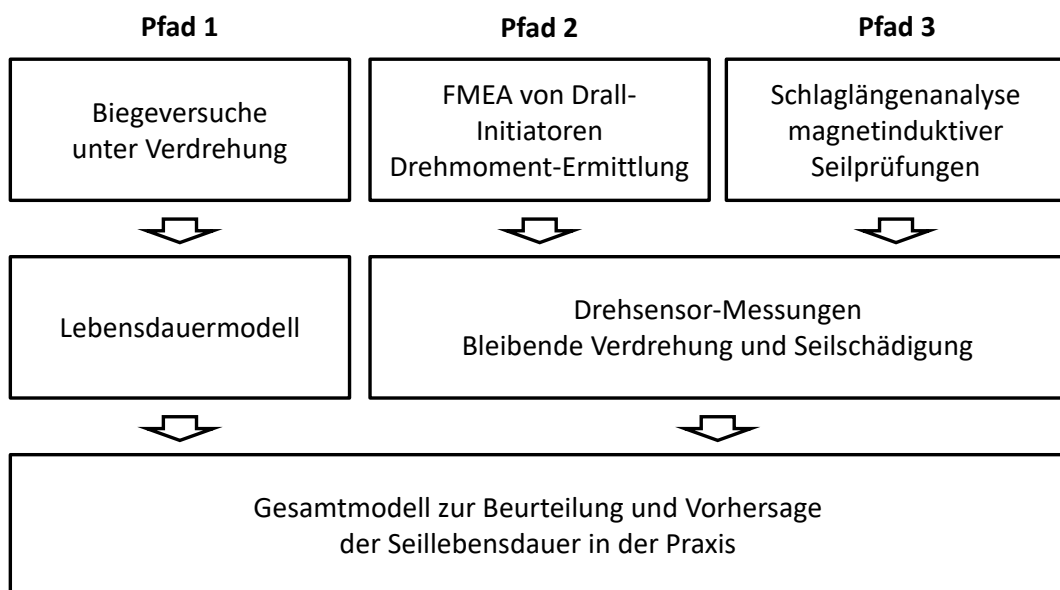 Pfad 1
Pfad 2
Pfad 3
Biegeversuche
unter Verdrehung
FMEA von Drall-
Initiatoren
Drehmoment-Ermittlung
Schlaglängenanalyse
magnetinduktiver
Seilprüfungen
Lebensdauermodell
Drehsensor-Messungen
Bleibende Verdrehung und Seilschädigung
Gesamtmodell zur Beurteilung und Vorhersage
der Seillebensdauer in der Praxis